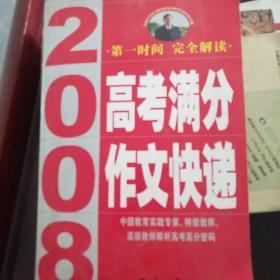 2008
·第一时间 完全解读·
高考满分
作文快递
中国教育实践专家、特级教师、
高级教师解析高考高分密码